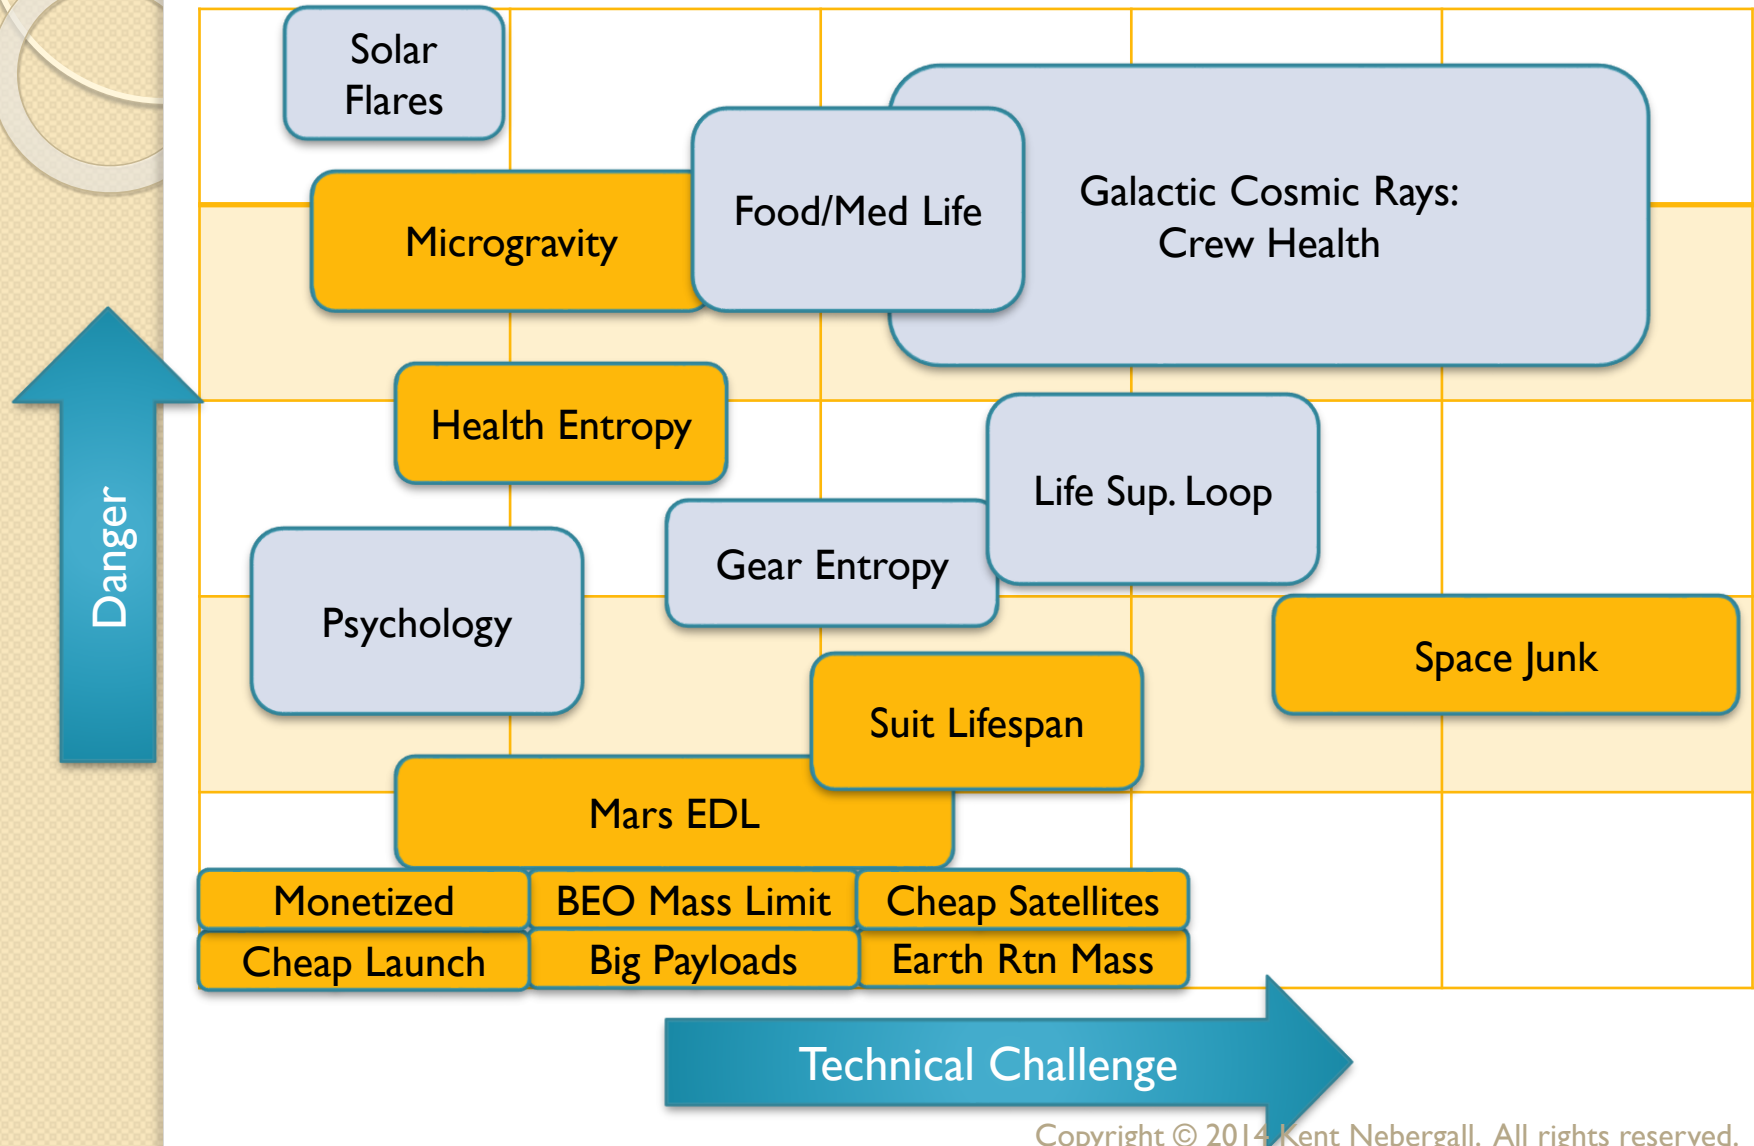 Solar
Flares
Galactic Cosmic Rays:
Crew Health
Food/Med Life
Microgravity
Health Entropy
Life Sup. Loop
Gear Entropy
Psychology
Space Junk
Suit Lifespan
Mars EDL
Monetized
BEO Mass Limit
Cheap Satellites
Cheap Launch
Big Payloads
Earth Rtn Mass
Danger
Technical Challenge
Copyright © 2014 Kent Nebergall. All rights reserved.